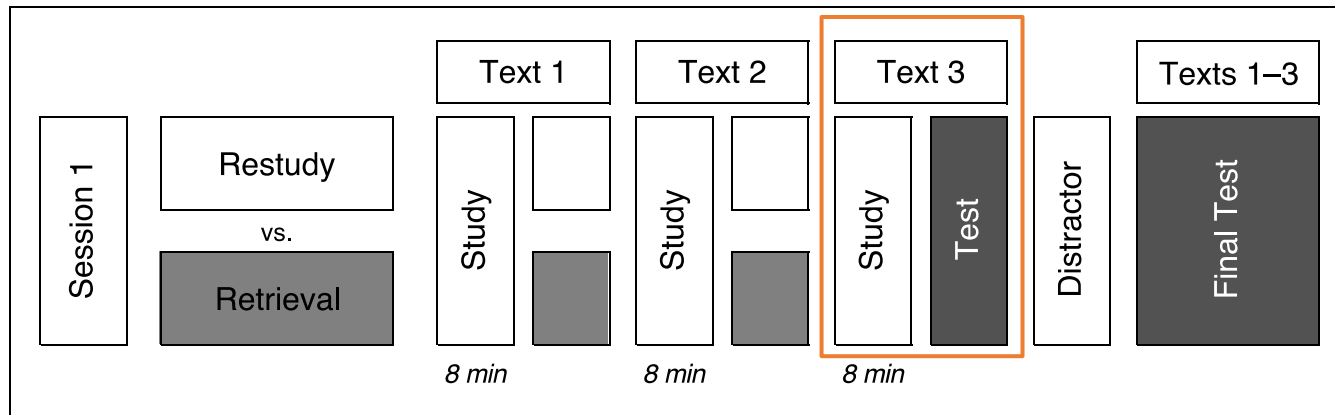 Text 1
Text 2
Text 3
Texts 1–3
Session 1
Restudy
vs.
Retrieval
Study
Study
Study
Test
Distractor
Final Test
8 min
8 min
8 min